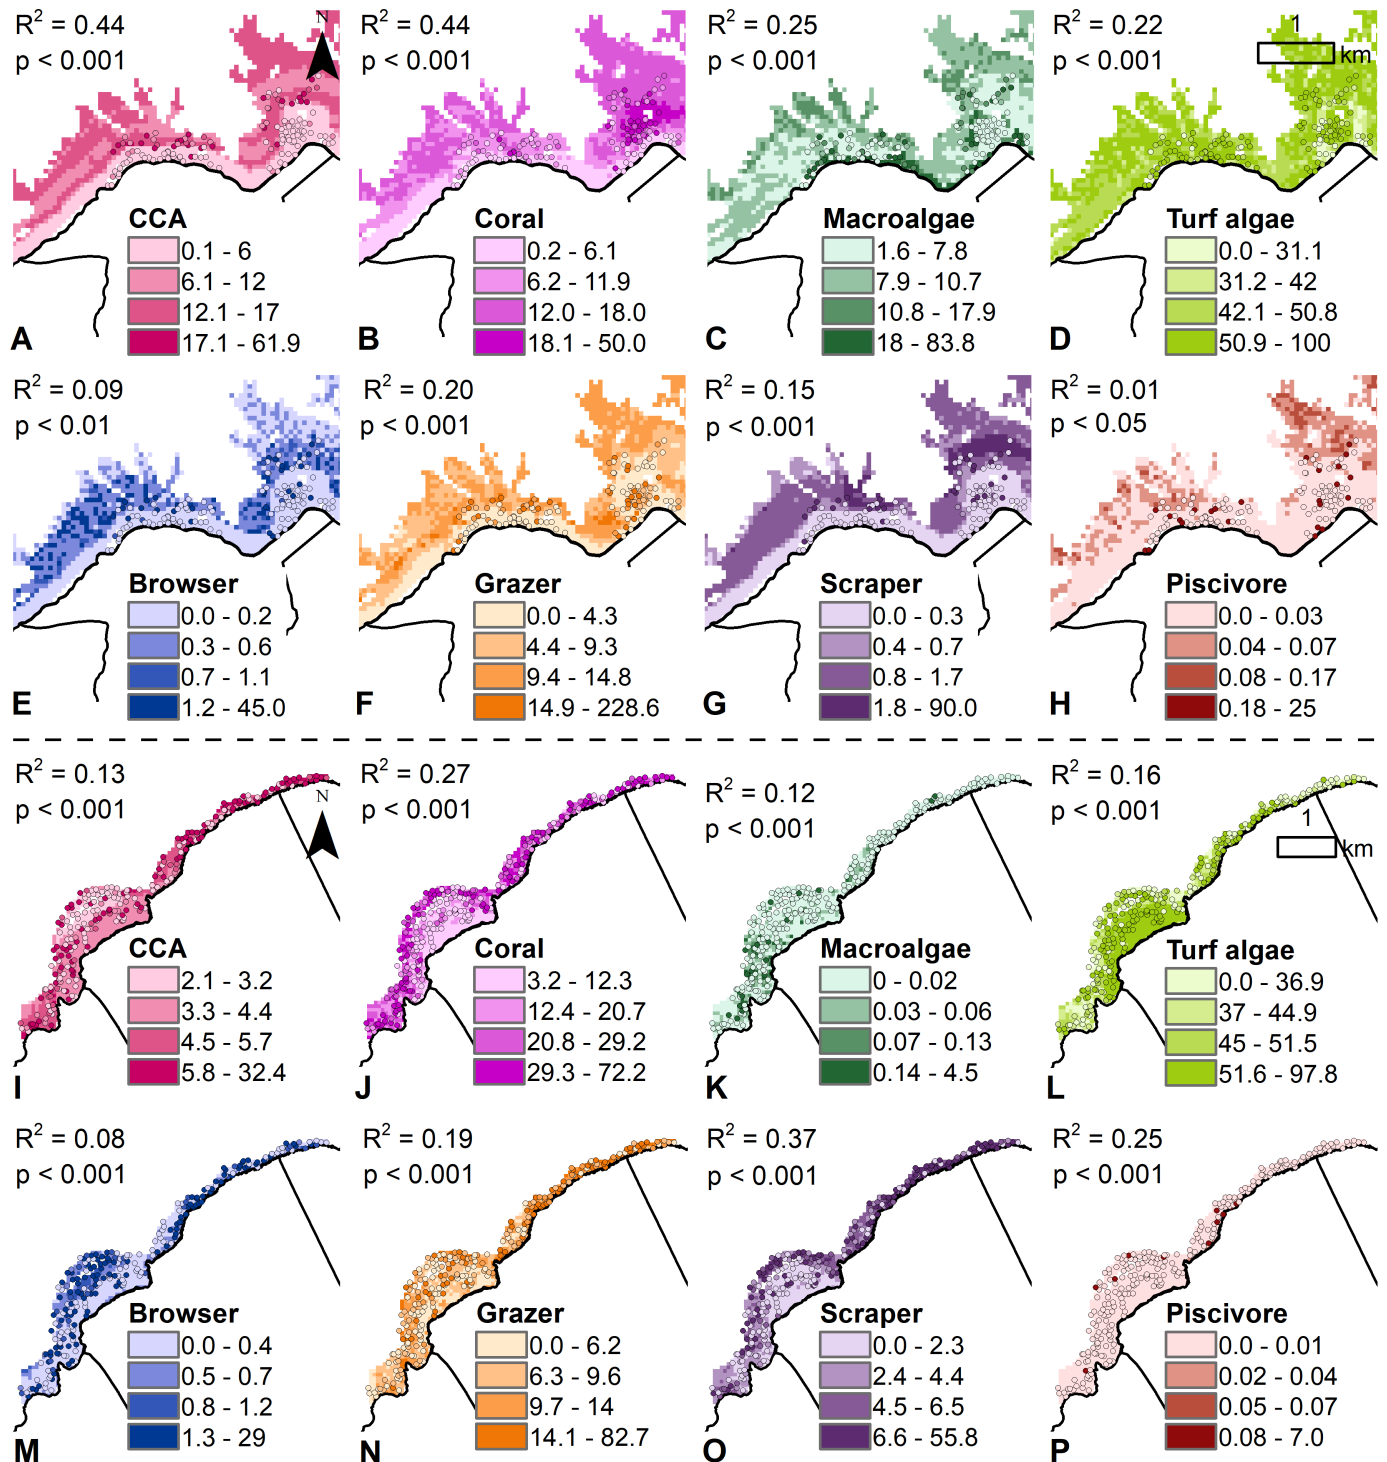 R² = 0.44
p < 0.001
N
CCA
0.1 - 6
6.1 - 12
12.1 - 17
17.1 - 61.9
A
R² = 0.44
p < 0.001
Coral
0.2 - 6.1
6.2 - 11.9
12.0 - 18.0
18.1 - 50.0
B
R² = 0.25
p < 0.001
Macroalgae
1.6 - 7.8
7.9 - 10.7
10.8 - 17.9
18 - 83.8
C
R² = 0.22
p < 0.001
1
km
Turf algae
0.0 - 31.1
31.2 - 42
42.1 - 50.8
50.9 - 100
D
R² = 0.09
p < 0.01
Browser
0.0 - 0.2
0.3 - 0.6
0.7 - 1.1
1.2 - 45.0
E
R² = 0.20
p < 0.001
Grazer
0.0 - 4.3
4.4 - 9.3
9.4 - 14.8
14.9 - 228.6
F
R² = 0.15
p < 0.001
Scraper
0.0 - 0.3
0.4 - 0.7
0.8 - 1.7
1.8 - 90.0
G
R² = 0.01
p < 0.05
Piscivore
0.0 - 0.03
0.04 - 0.07
0.08 - 0.17
0.18 - 25
H
R² = 0.13
p < 0.001
N
CCA
2.1 - 3.2
3.3 - 4.4
4.5 - 5.7
5.8 - 32.4
I
R² = 0.27
p < 0.001
Coral
3.2 - 12.3
12.4 - 20.7
20.8 - 29.2
29.3 - 72.2
J
R² = 0.12
p < 0.001
Macroalgae
0 - 0.02
0.03 - 0.06
0.07 - 0.13
0.14 - 4.5
K
R² = 0.16
p < 0.001
1
km
Turf algae
0.0 - 36.9
37 - 44.9
45 - 51.5
51.6 - 97.8
L
R² = 0.08
p < 0.001
Browser
0.0 - 0.4
0.5 - 0.7
0.8 - 1.2
1.3 - 29
M
R² = 0.19
p < 0.001
Grazer
0.0 - 6.2
6.3 - 9.6
9.7 - 14
14.1 - 82.7
N
R² = 0.37
p < 0.001
Scraper
0.0 - 2.3
2.4 - 4.4
4.5 - 6.5
6.6 - 55.8
O
R² = 0.25
p < 0.001
Piscivore
0.0 - 0.01
0.02 - 0.04
0.05 - 0.07
0.08 - 7.0
P